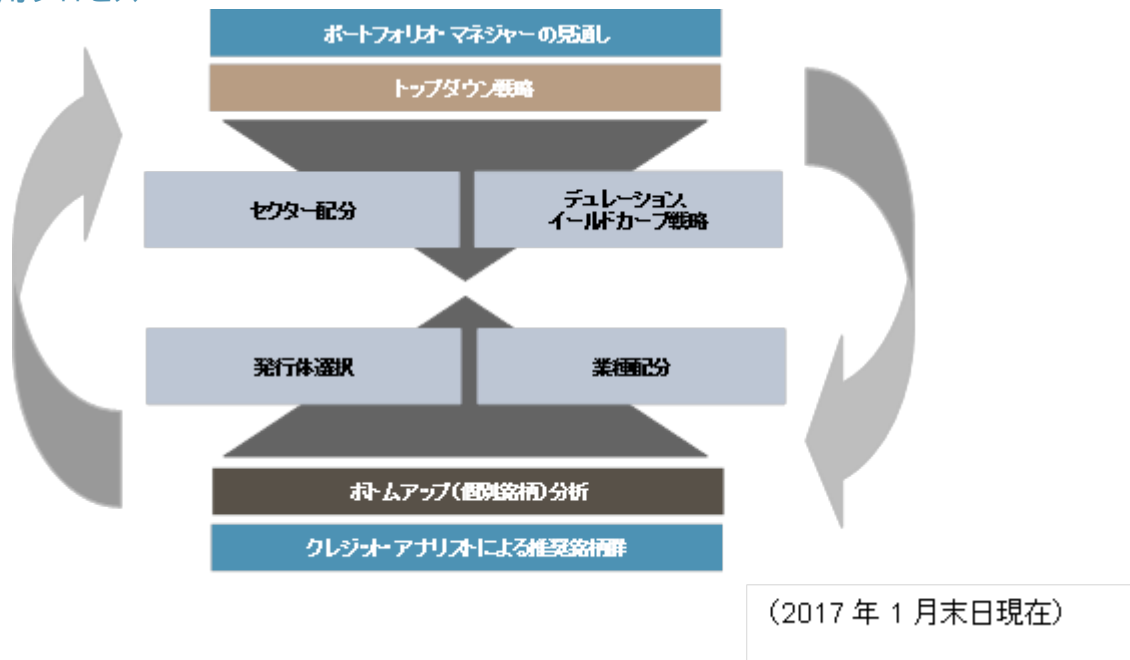 ポートフォリオ・マネジャーの見通し
トップダウン戦略
セクター配分
デュレーション、
イールドカーブ戦略
発行体選択
業種配分
ボトムアップ(個別銘柄)分析
クレジット・アナリストによる推奨銘柄群
(2017 年 1 月末日現在)